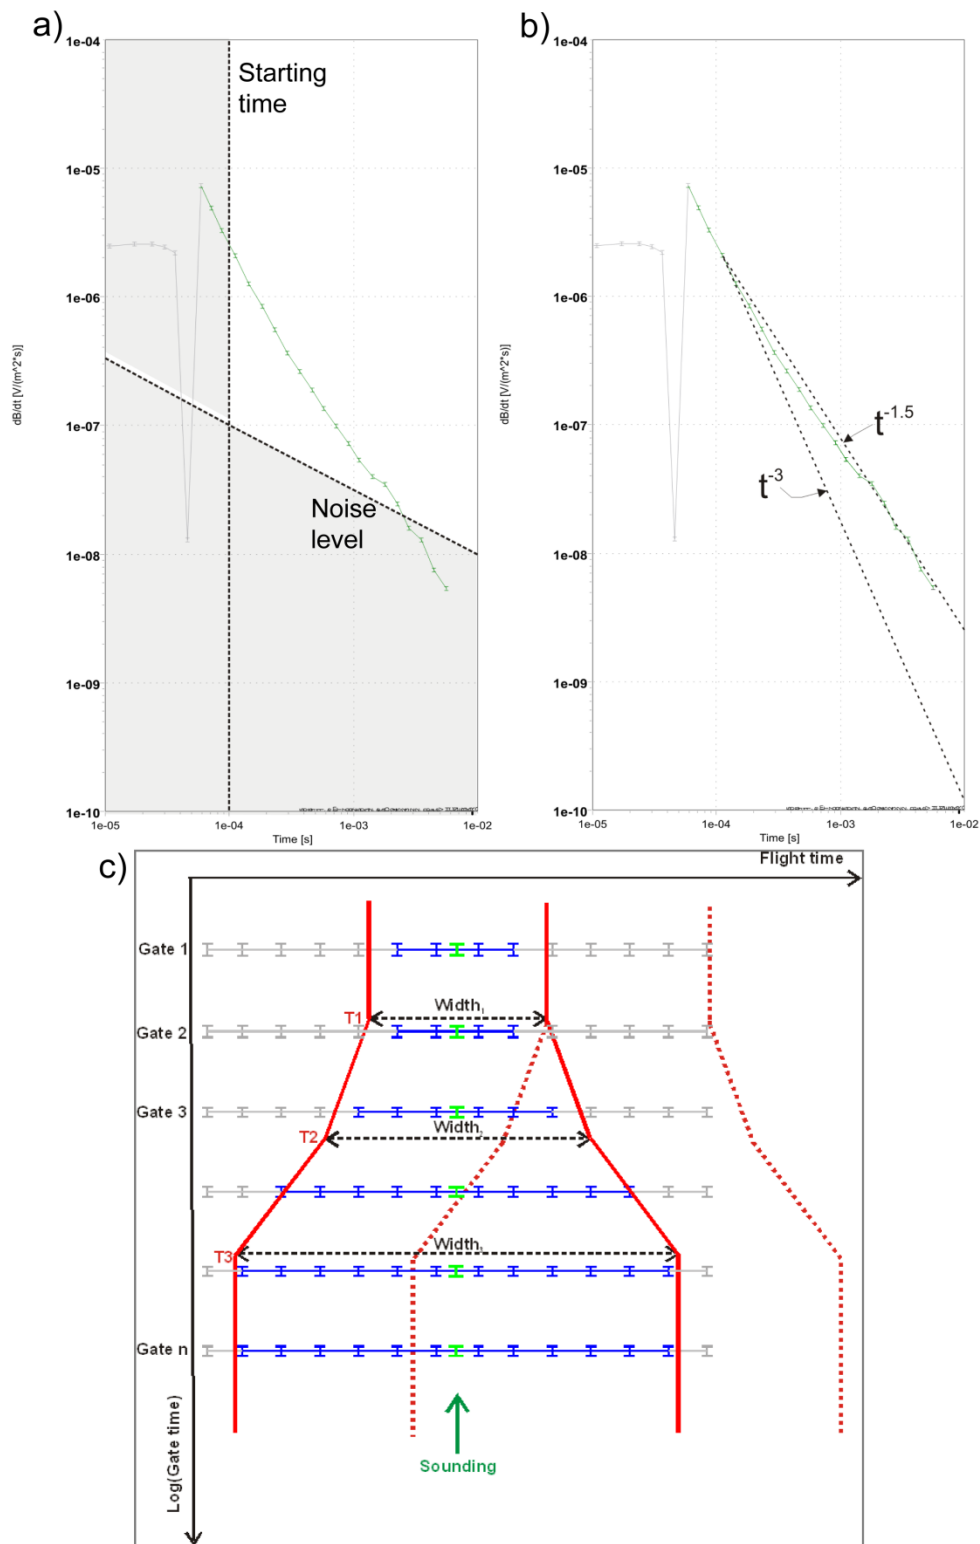 a)
b)
1e-04
1e-05
1e-06
1e-07
1e-08
1e-09
1e-10
dB/dt [V/(m^2*s)]
Starting
time
Noise
level
1e-05
1e-04
1e-03
1e-02
Time [s]
1e-04
1e-05
1e-06
1e-07
1e-08
1e-09
1e-10
dB/dt [V/(m^2*s)]
t^-1.5
t^-3
1e-05
1e-04
1e-03
1e-02
Time [s]
c)
Flight time
Gate 1
T1
Width₁
Gate 2
Gate 3
T2
Width₂
T3
Width₃
Gate n
Log(Gate time)
Sounding